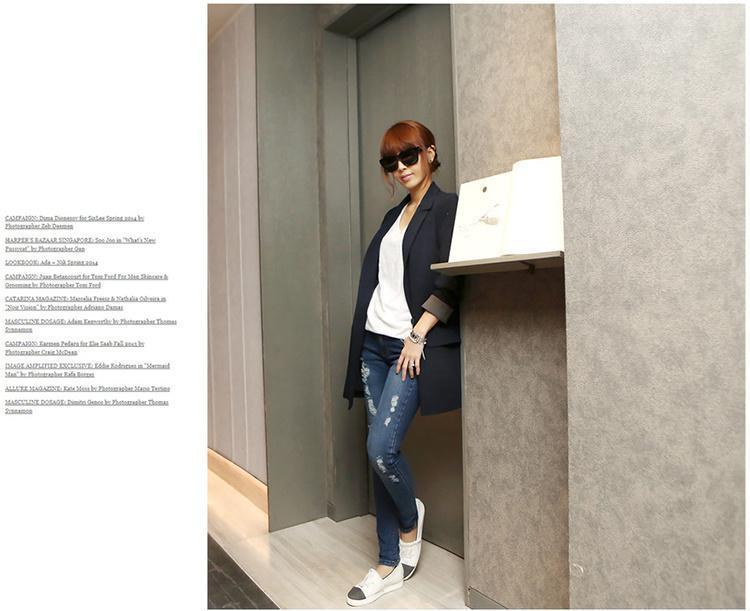 CAMPAIGN: Dima Dionesov for SixLee Spring 2014 by
Photographer Zeb Daemen
HARPER'S BAZAAR SINGAPORE: Soo Joo in "What's New
Pussycat" by Photographer Gan
LOOKBOOK: Ada + Nik Spring 2014
CAMPAIGN: Juan Betancourt for Tom Ford For Men Skincare &
Grooming by Photographer Tom Ford
CATARINA MAGAZINE: Marcelia Freesz & Nathalia Oliveira in
"Noir Vision" by Photographer Adriano Damas
MASCULINE DOSAGE: Adam Kenworthy by Photographer Thomas
Synnamon
CAMPAIGN: Karmen Pedaru for Elie Saab Fall 2013 by
Photographer Craig McDean
IMAGE AMPLIFIED EXCLUSIVE: Eddie Rodrigues in "Mermaid
Man" by Photographer Rafa Borges
ALLURE MAGAZINE: Kate Moss by Photographer Mario Testino
MASCULINE DOSAGE: Dimitri Genco by Photographer Thomas
Synnamon